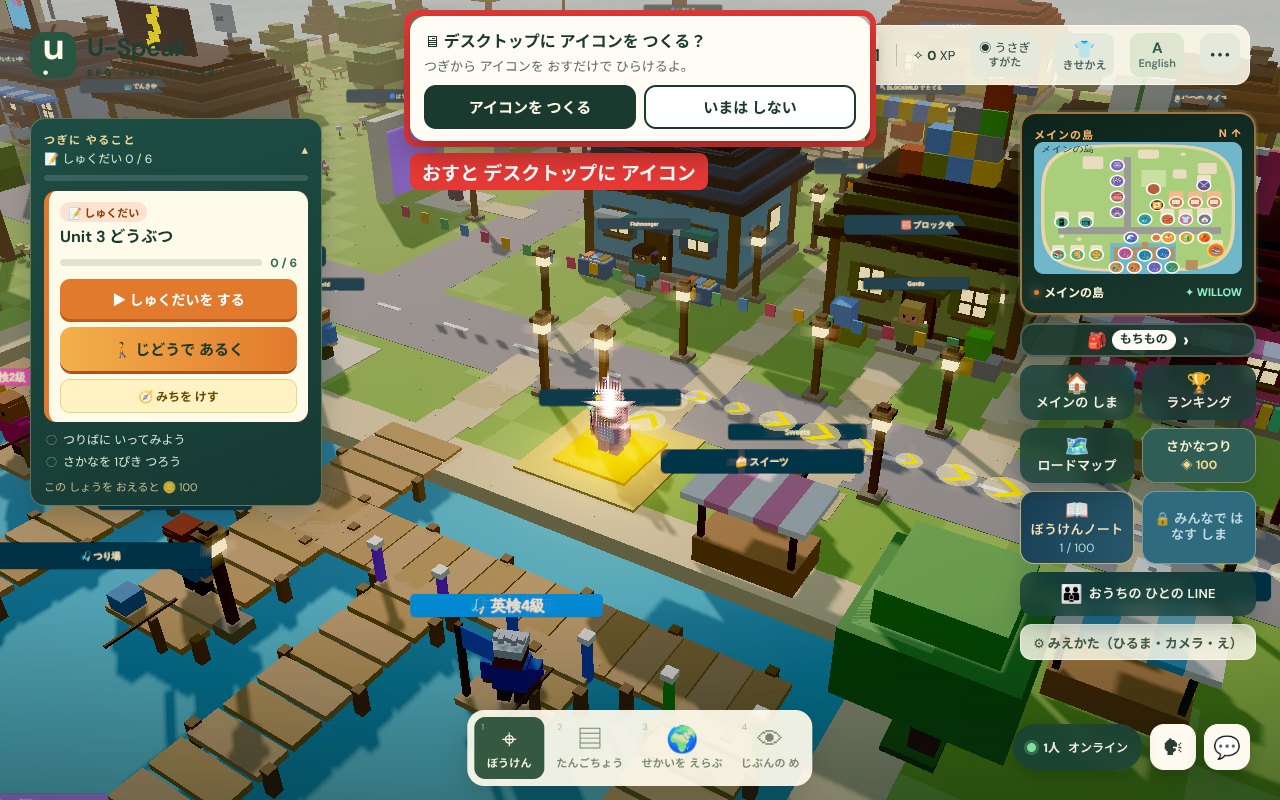 U-Speak
つぎに やること
📝 しゅくだい 0 / 6
▲
📝 しゅくだい
Unit 3 どうぶつ
0 / 6
▶ しゅくだいを する
🚶 じどうで あるく
🧭 みちを けす
つりばに いってみよう
さかなを 1ぴき つろう
この しょうを おえると 🪙 100
🖥 デスクトップに アイコンを つくる？
つぎから アイコンを おすだけで ひらけるよ。
アイコンを つくる
いまは しない
おすと デスクトップに アイコン
✧ 0 XP
◉ うさぎ
すがた
👕
きせかえ
A
English
•••
メインの島
N ↑
メインの島
メインの島
✦ WILLOW
🎒 もちもの ›
🏠
メインの しま
🏆
ランキング
🗺️
ロードマップ
さかなつり
◈ 100
📖
ぼうけんノート
1 / 100
🔒 みんなで は
なす しま
👪 おうちの ひとの LINE
⚙ みえかた（ひるま・カメラ・え）
1人 オンライン
Fishmonger
🧱 ブロックや
Gordo
Sweets
🍰 スイーツ
🎣 つり場
🎣 英検4級
検2級
1
ぼうけん
2
たんごちょう
3
せかいを えらぶ
4
じぶんの め